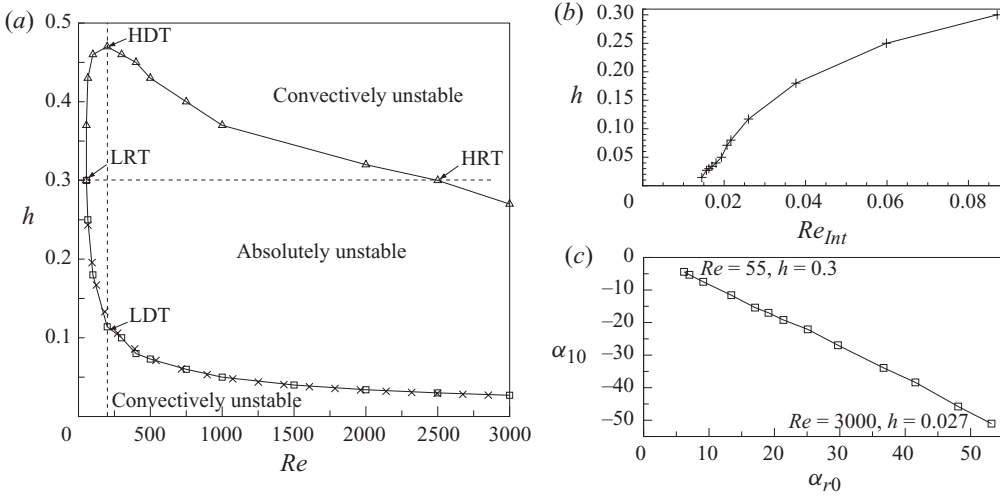 (a)
0.5
0.4
0.3
0.2
0.1
h
HDT
Convectively unstable
LRT
HRT
Absolutely unstable
LDT
Convectively unstable
0 500 1000 1500 2000 2500 3000
Re
(b)
0.30
0.20
0.15
0.10
0.05
h
0 0.02 0.04 0.06 0.08
Re_Int
(c)
0
−10
−20
−30
−40
−50
α10
Re = 55, h = 0.3
Re = 3000, h = 0.027
0 10 20 30 40 50
αr0